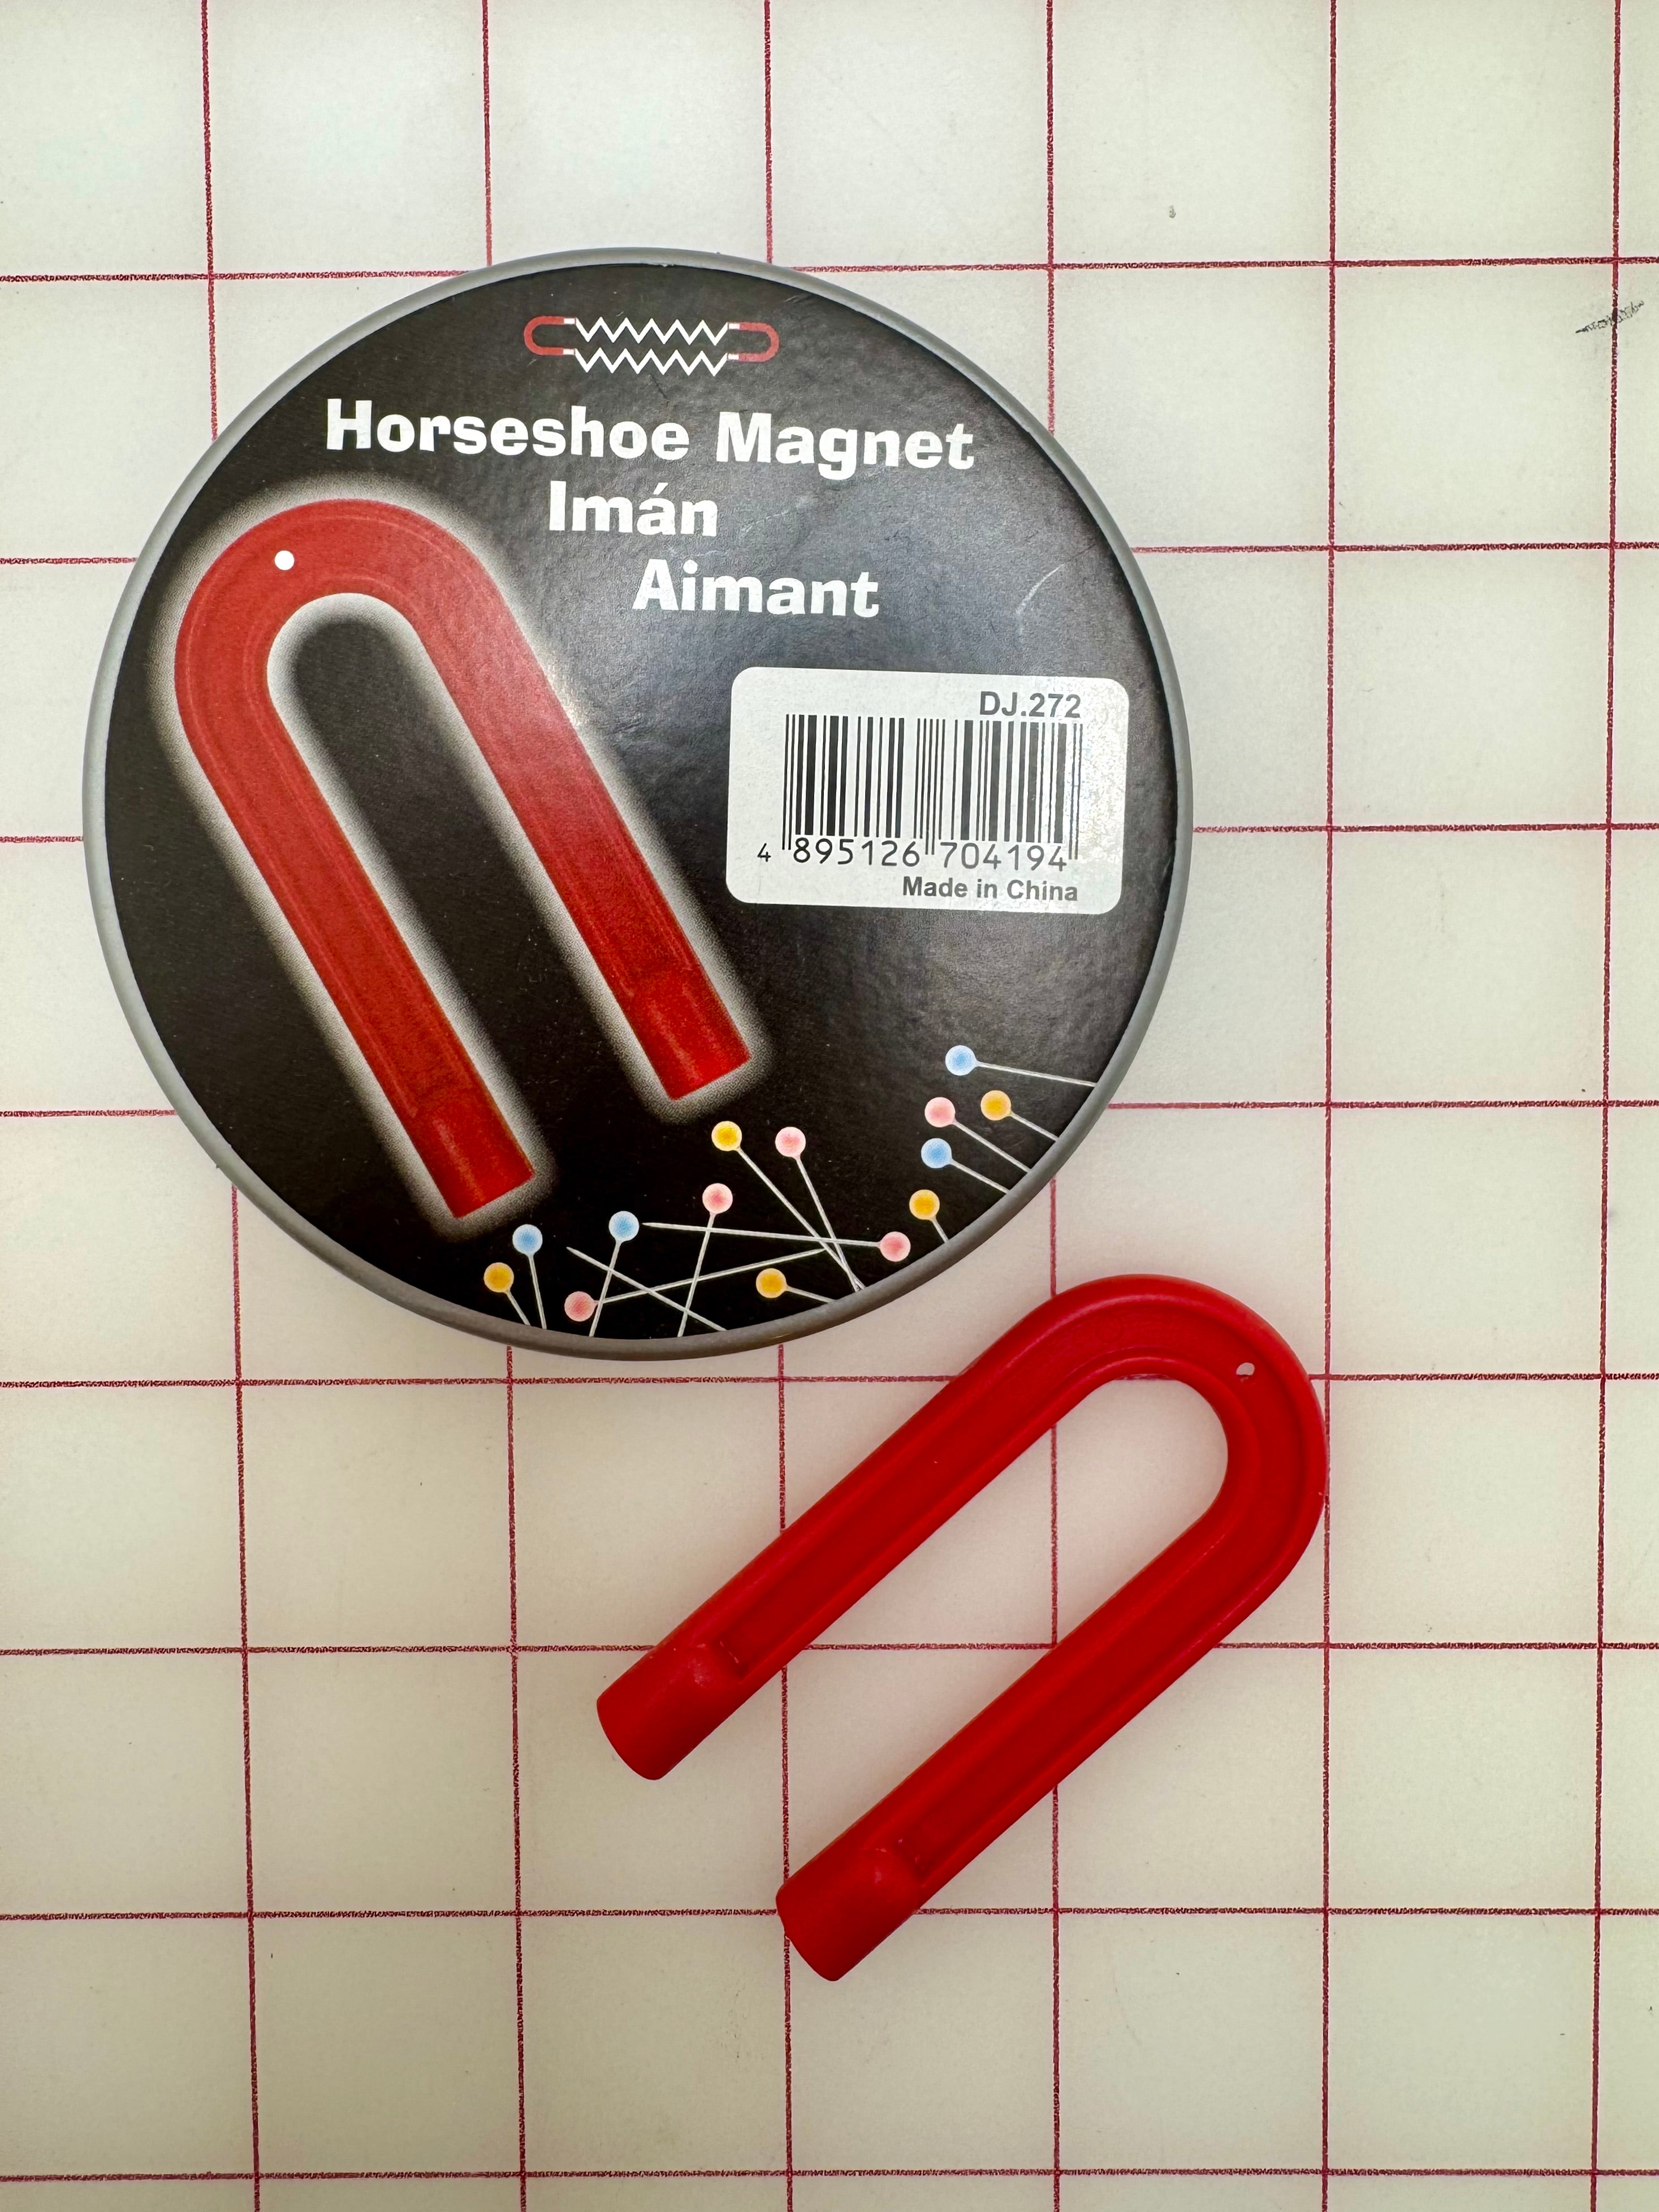 Horseshoe Magnet
Imán
Aimant
DJ.272
4 895126 704194
Made in China